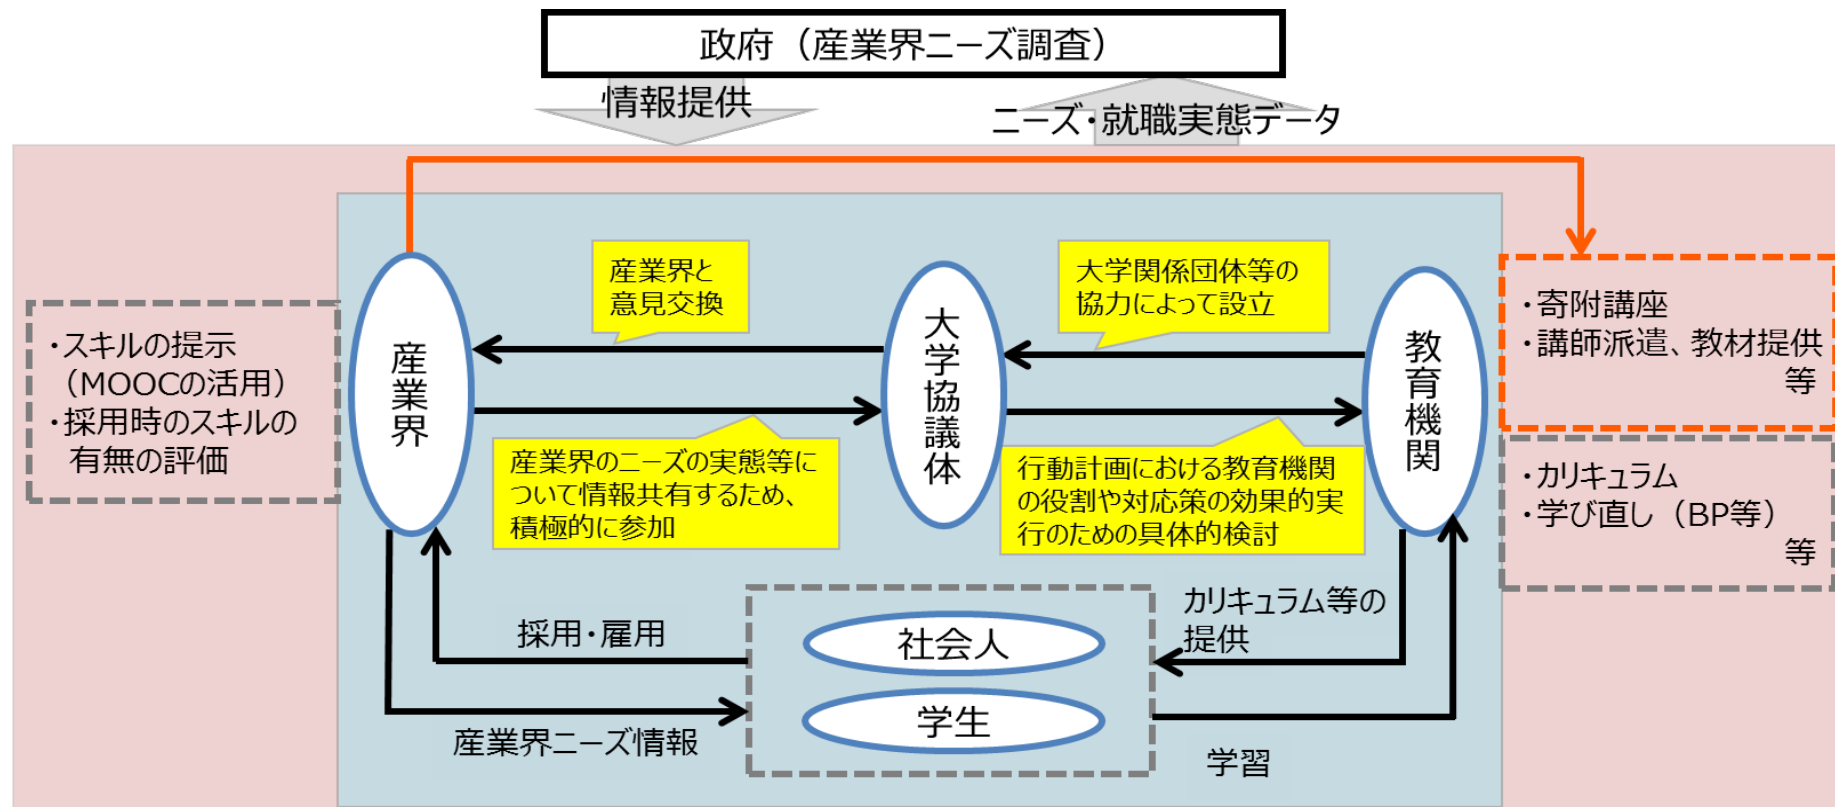 政府（産業界ニーズ調査）
情報提供
ニーズ・就職実態データ
産業界と
意見交換
大学関係団体等の
協力によって設立
・スキルの提示
（MOOCの活用）
・採用時のスキルの
有無の評価
産業界
大学協議体
教育機関
・寄附講座
・講師派遣、教材提供
等
産業界のニーズの実態等に
ついて情報共有するため、
積極的に参加
行動計画における教育機関
の役割や対応策の効果的実
行のための具体的検討
・カリキュラム
・学び直し（BP等）
等
採用・雇用
社会人
学生
カリキュラム等の
提供
産業界ニーズ情報
学習